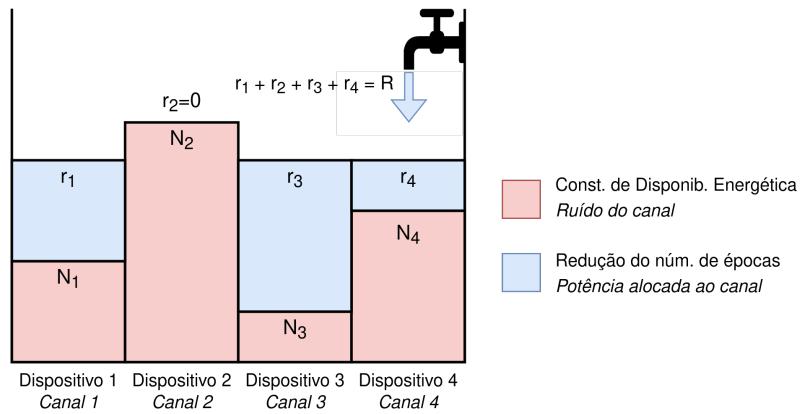 r₁ + r₂ + r₃ + r₄ = R
r₂=0
N₂
r₁
r₃
r₄
N₁
N₃
N₄
Const. de Disponib. Energética
Ruído do canal
Redução do núm. de épocas
Potência alocada ao canal
Dispositivo 1
Canal 1
Dispositivo 2
Canal 2
Dispositivo 3
Canal 3
Dispositivo 4
Canal 4